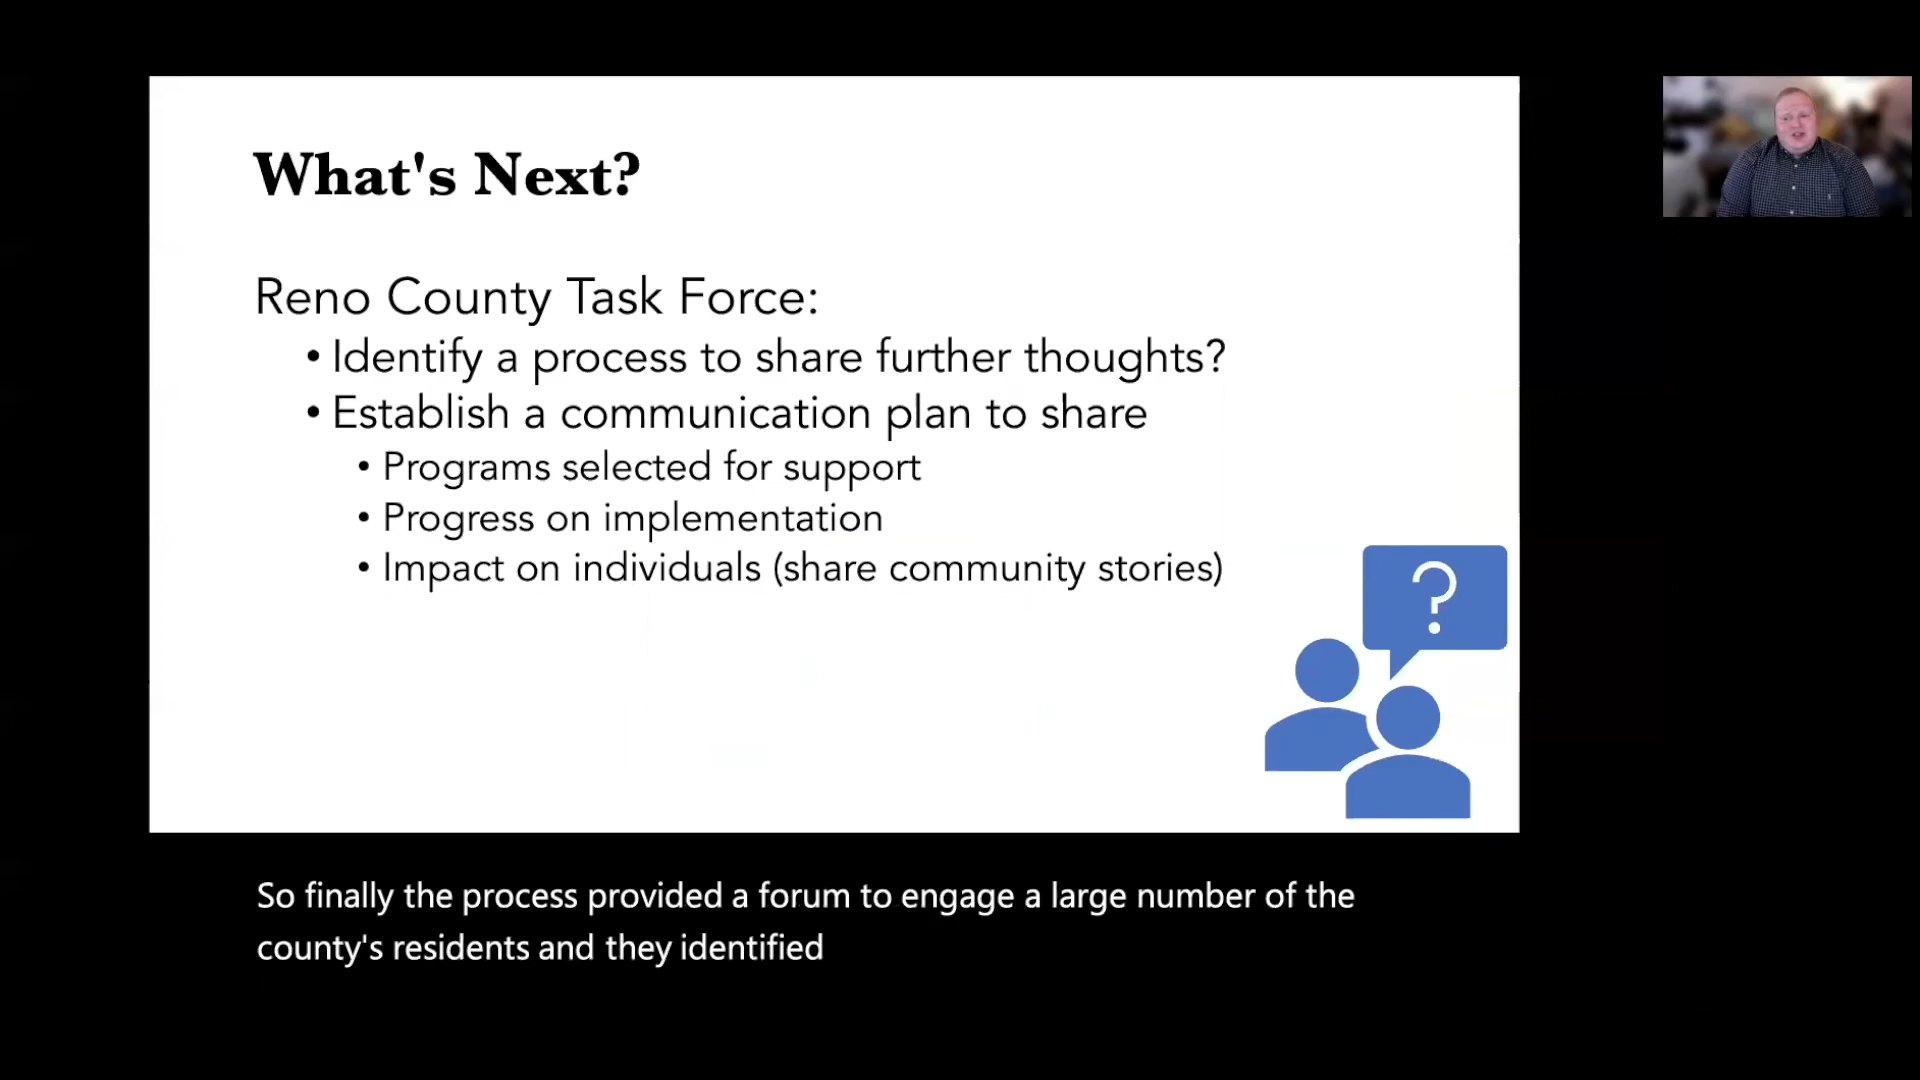 What's Next?
Reno County Task Force:
• Identify a process to share further thoughts?
• Establish a communication plan to share
• Programs selected for support
• Progress on implementation
• Impact on individuals (share community stories)
?
So finally the process provided a forum to engage a large number of the
county's residents and they identified